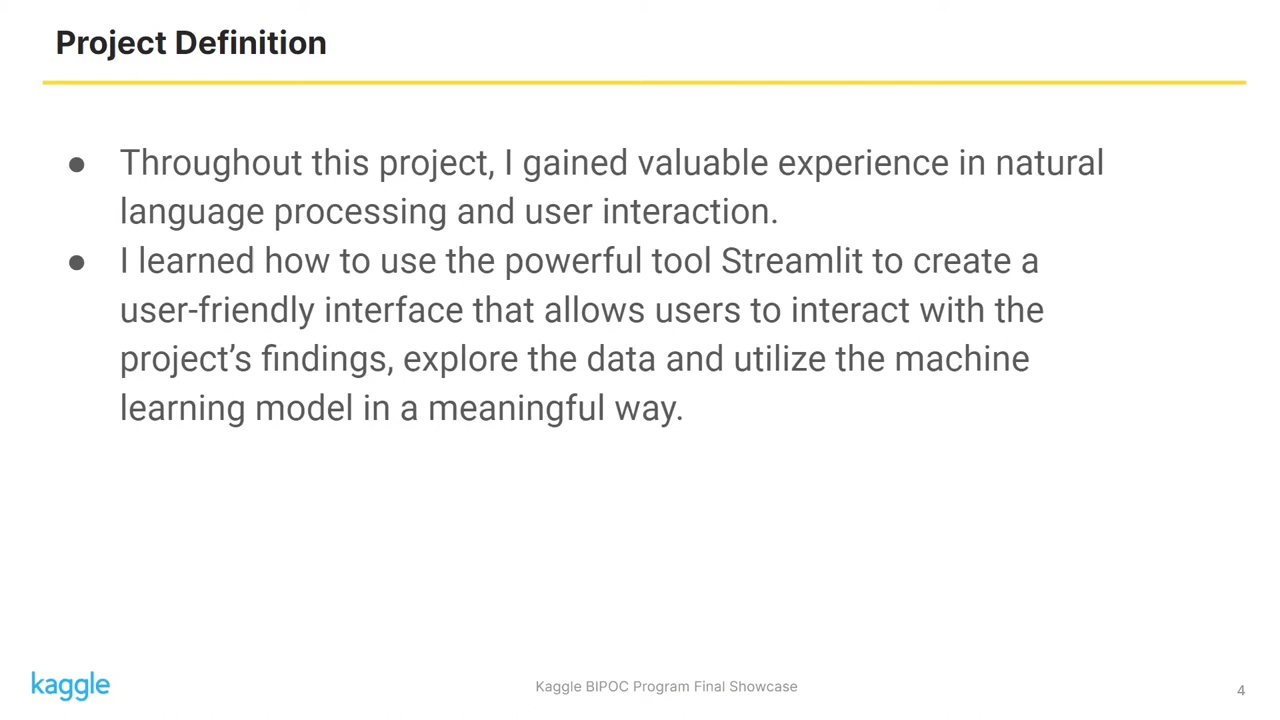 Project Definition
● Throughout this project, I gained valuable experience in natural
language processing and user interaction.
● I learned how to use the powerful tool Streamlit to create a
user-friendly interface that allows users to interact with the
project’s findings, explore the data and utilize the machine
learning model in a meaningful way.
kaggle
Kaggle BIPOC Program Final Showcase
4